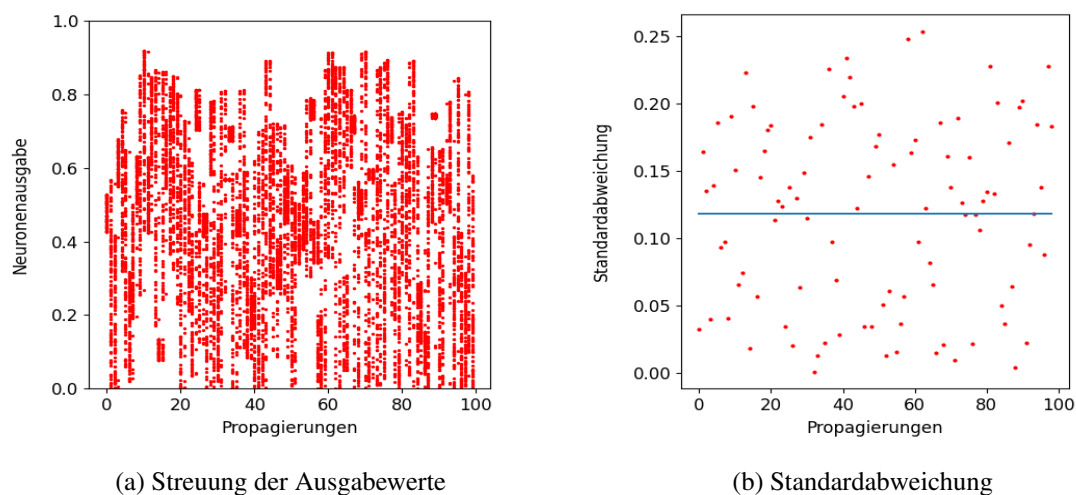 1.0
0.8
0.6
0.4
0.2
0.0
Neuronenausgabe
0 20 40 60 80 100
Propagierungen
(a) Streuung der Ausgabewerte
0.25
0.20
0.15
0.10
0.05
0.00
Standardabweichung
0 20 40 60 80 100
Propagierungen
(b) Standardabweichung